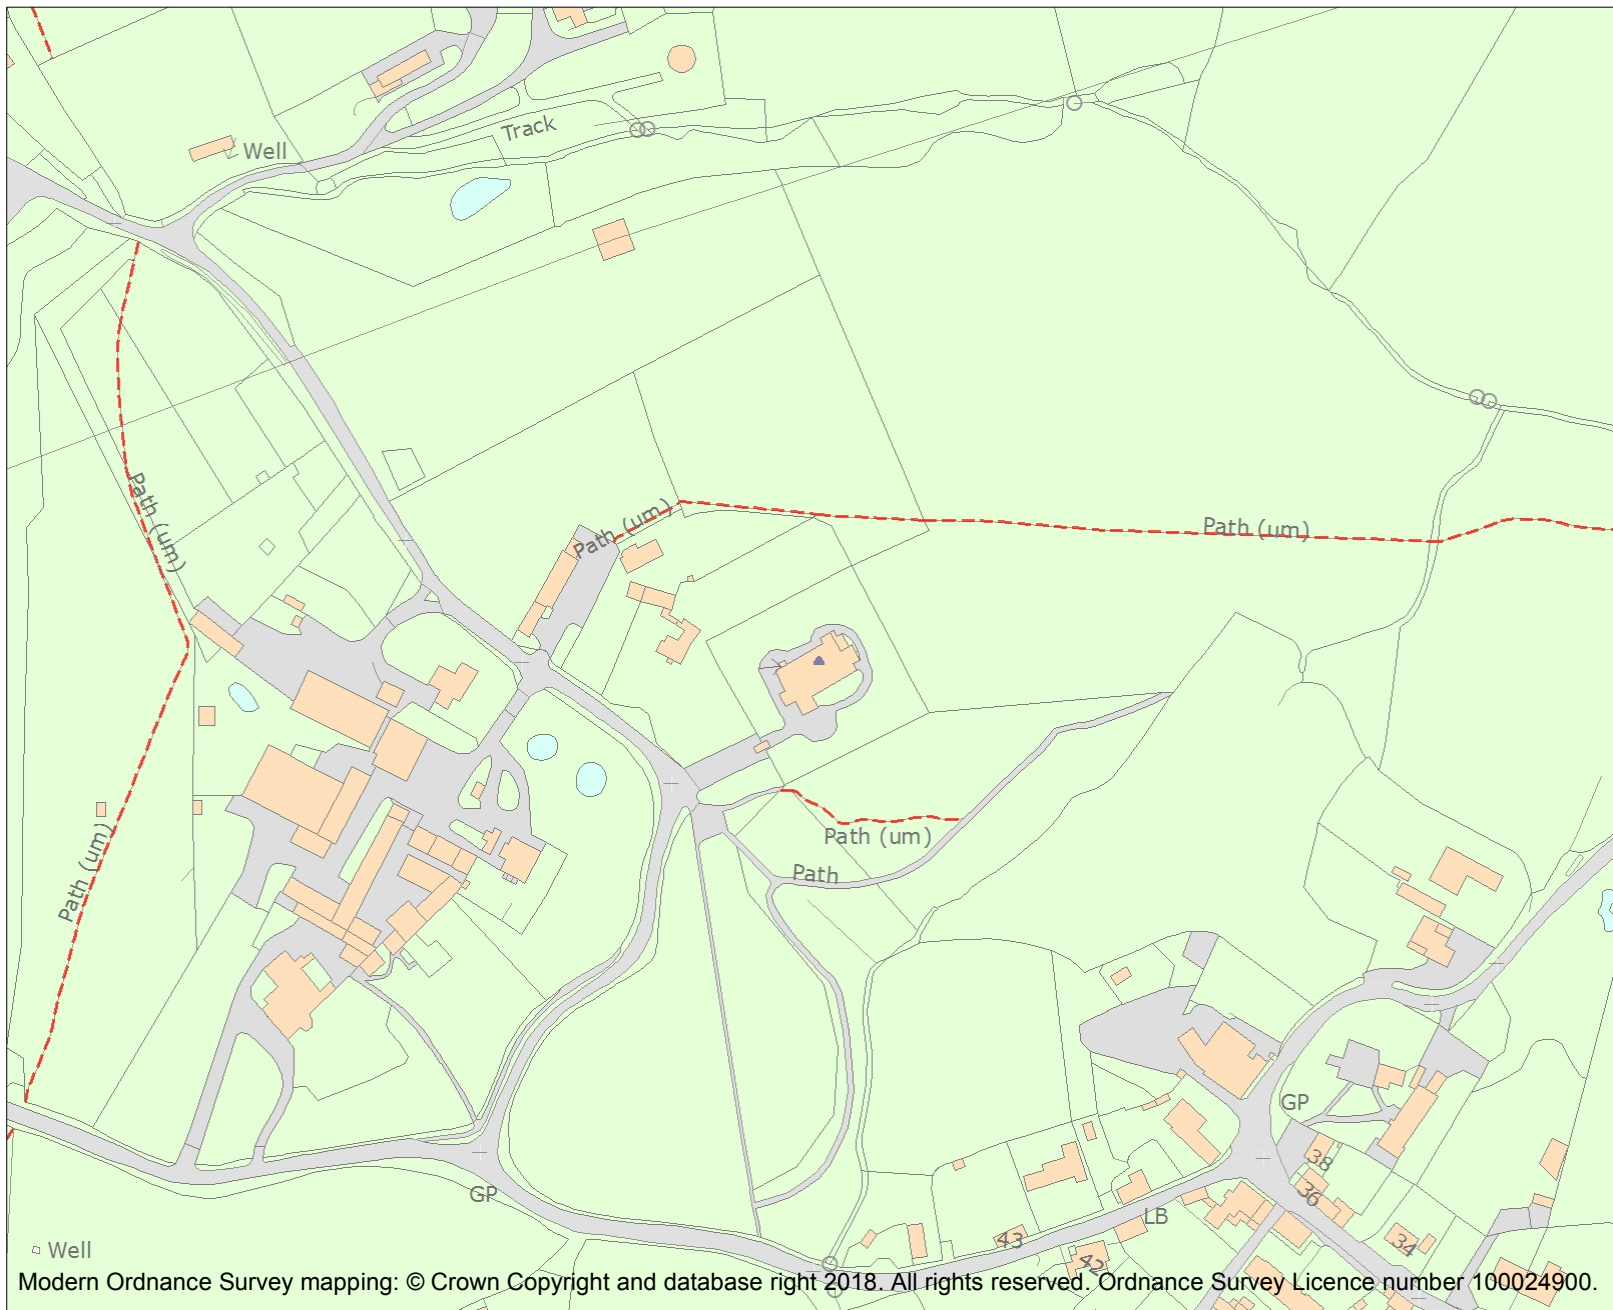 Track
Well
Path (um)
Path (um)
Path (um)
Path (um)
Path (um)
Path
GP
38
36
GP
LB
43
34
42
Well
Modern Ordnance Survey mapping: © Crown Copyright and database right 2018. All rights reserved. Ordnance Survey Licence number 100024900.